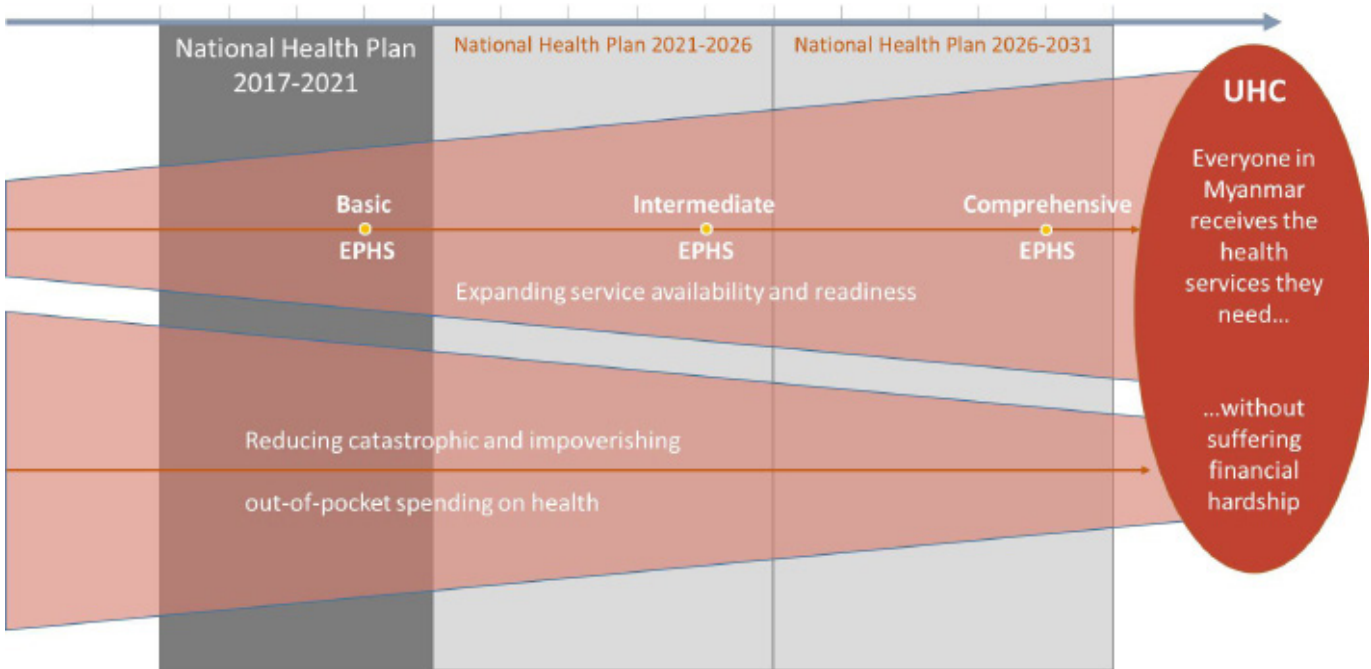 National Health Plan
2017-2021
National Health Plan 2021-2026
National Health Plan 2026-2031
UHC
Everyone in
Myanmar
receives the
health
services they
need...
...without
suffering
financial
hardship
Basic
EPHS
Intermediate
EPHS
Comprehensive
EPHS
Expanding service availability and readiness
Reducing catastrophic and impoverishing
out-of-pocket spending on health